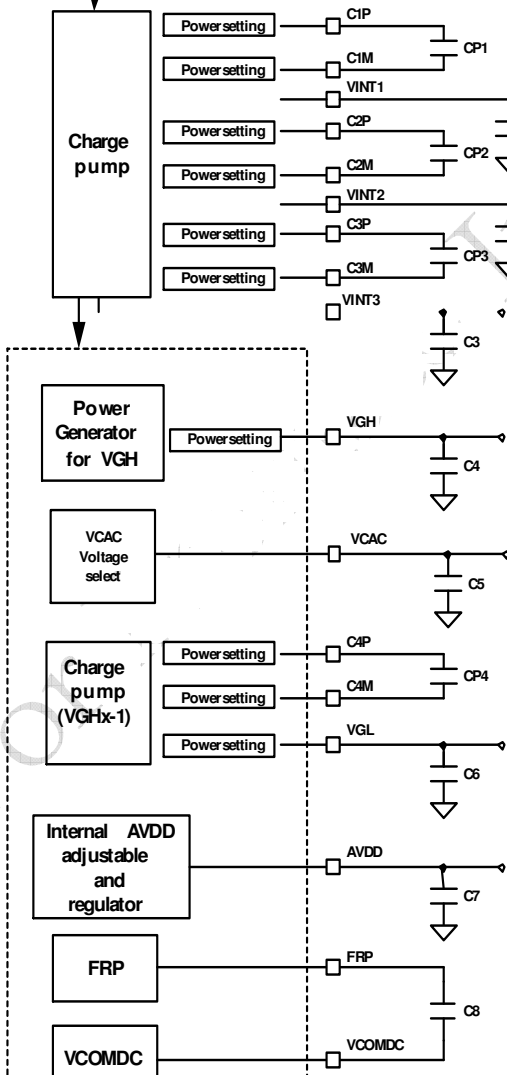 Powersetting
C1P
CP1
Powersetting
C1M
VINT1
Charge
pump
Powersetting
C2P
CP2
Powersetting
C2M
VINT2
Powersetting
C3P
CP3
Powersetting
C3M
VINT3
C3
Power
Generator
for VGH
Powersetting
VGH
C4
VCAC
Voltage
select
VCAC
C5
Charge
pump
(VGHx-1)
Powersetting
C4P
CP4
Powersetting
C4M
Powersetting
VGL
C6
Internal AVDD
adjustable
and
regulator
AVDD
C7
FRP
FRP
C8
VCOMDC
VCOMDC
or